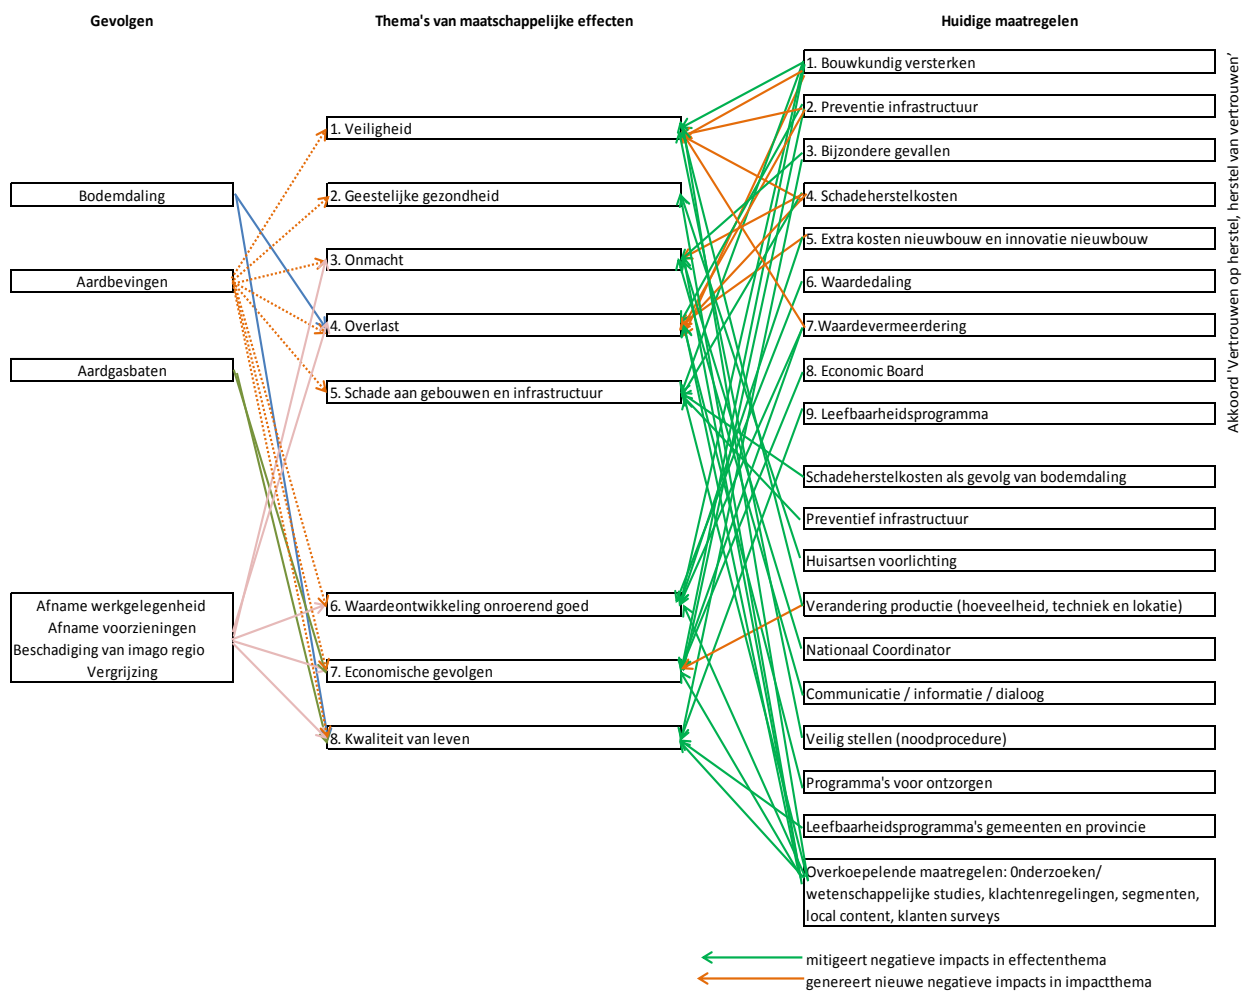 Gevolgen
Thema's van maatschappelijke effecten
Huidige maatregelen
Bodemdaling
Aardbevingen
Aardgasbaten
Afname werkgelegenheid
Afname voorzieningen
Beschadiging van imago regio
Vergrijzing
1. Veiligheid
2. Geestelijke gezondheid
3. Onmacht
4. Overlast
5. Schade aan gebouwen en infrastructuur
6. Waardeontwikkeling onroerend goed
7. Economische gevolgen
8. Kwaliteit van leven
1. Bouwkundig versterken
2. Preventie infrastructuur
3. Bijzondere gevallen
4. Schadeherstelkosten
5. Extra kosten nieuwbouw en innovatie nieuwbouw
6. Waardedaling
7.Waardevermeerdering
8. Economic Board
9. Leefbaarheidsprogramma
Schadeherstelkosten als gevolg van bodemdaling
Preventief infrastructuur
Huisartsen voorlichting
Verandering productie (hoeveelheid, techniek en lokatie)
Nationaal Coordinator
Communicatie / informatie / dialoog
Veilig stellen (noodprocedure)
Programma's voor ontzorgen
Leefbaarheidsprogramma's gemeenten en provincie
Overkoepelende maatregelen: 0nderzoeken/
wetenschappelijke studies, klachtenregelingen, segmenten,
local content, klanten surveys
Akkoord 'Vertrouwen op herstel, herstel van vertrouwen'
mitigeert negatieve impacts in effectenthema
genereert nieuwe negatieve impacts in impactthema